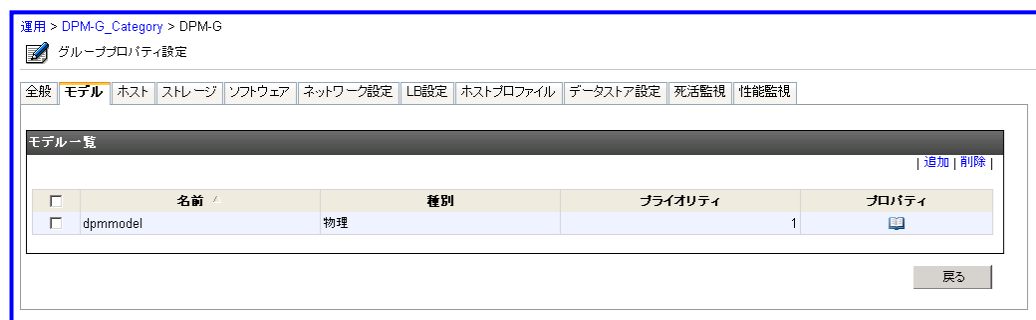 運用 > DPM-G_Category > DPM-G
グループプロパティ設定
全般 モデル ホスト ストレージ ソフトウェア ネットワーク設定 LB設定 ホストプロファイル データストア設定 死活監視 性能監視
モデル一覧
| 追加 | 削除 |
名前 種別 プライオリティ プロパティ
dpmmodel 物理 1
戻る